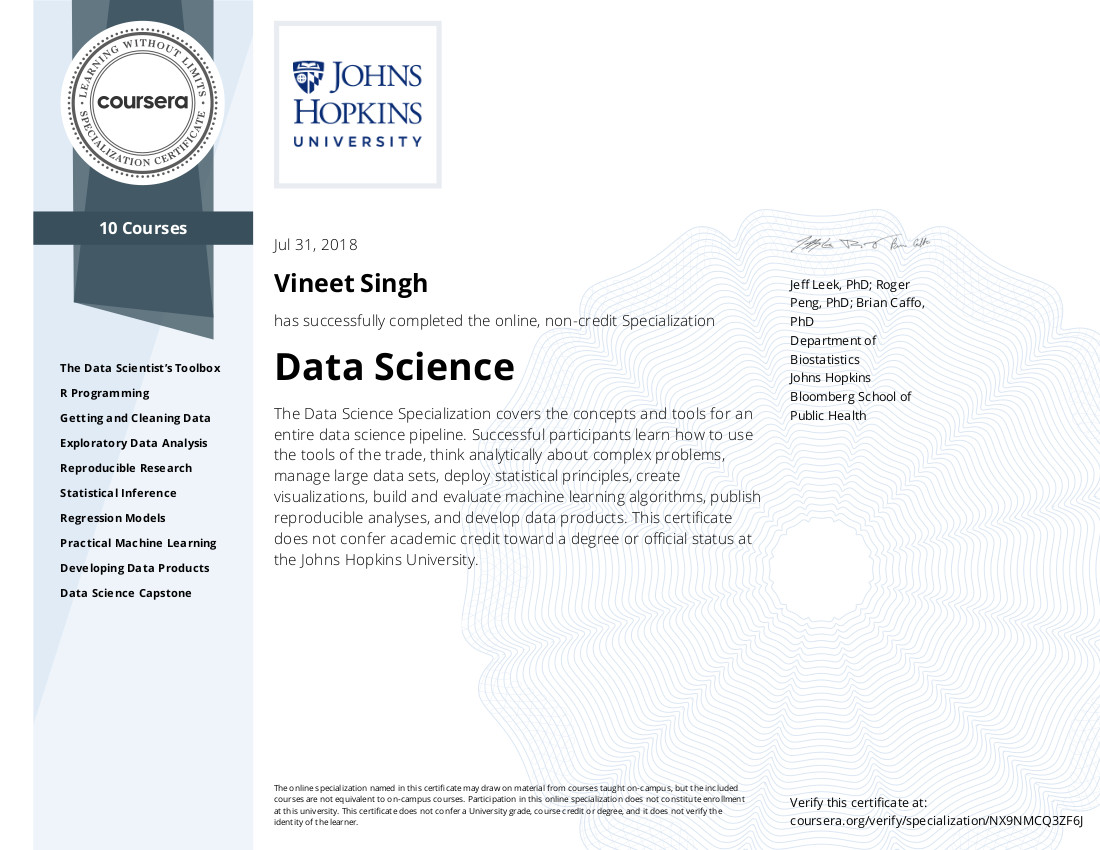 LEARNING WITHOUT LIMITS
coursera
SPECIALIZATION CERTIFICATE
10 Courses
The Data Scientist’s Toolbox
R Programming
Getting and Cleaning Data
Exploratory Data Analysis
Reproducible Research
Statistical Inference
Regression Models
Practical Machine Learning
Developing Data Products
Data Science Capstone
JOHNS
HOPKINS
UNIVERSITY
Jul 31, 2018
Vineet Singh
has successfully completed the online, non-credit Specialization
Data Science
The Data Science Specialization covers the concepts and tools for an
entire data science pipeline. Successful participants learn how to use
the tools of the trade, think analytically about complex problems,
manage large data sets, deploy statistical principles, create
visualizations, build and evaluate machine learning algorithms, publish
reproducible analyses, and develop data products. This certificate
does not confer academic credit toward a degree or official status at
the Johns Hopkins University.
Jeff Leek, PhD; Roger
Peng, PhD; Brian Caffo,
PhD
Department of
Biostatistics
Johns Hopkins
Bloomberg School of
Public Health
The online specialization named in this certificate may draw on material from courses taught on-campus, but the included
courses are not equivalent to on-campus courses. Participation in this online specialization does not constitute enrollment
at this university. This certificate does not confer a University grade, course credit or degree, and it does not verify the
identity of the learner.
Verify this certificate at:
coursera.org/verify/specialization/NX9NMCQ3ZF6J